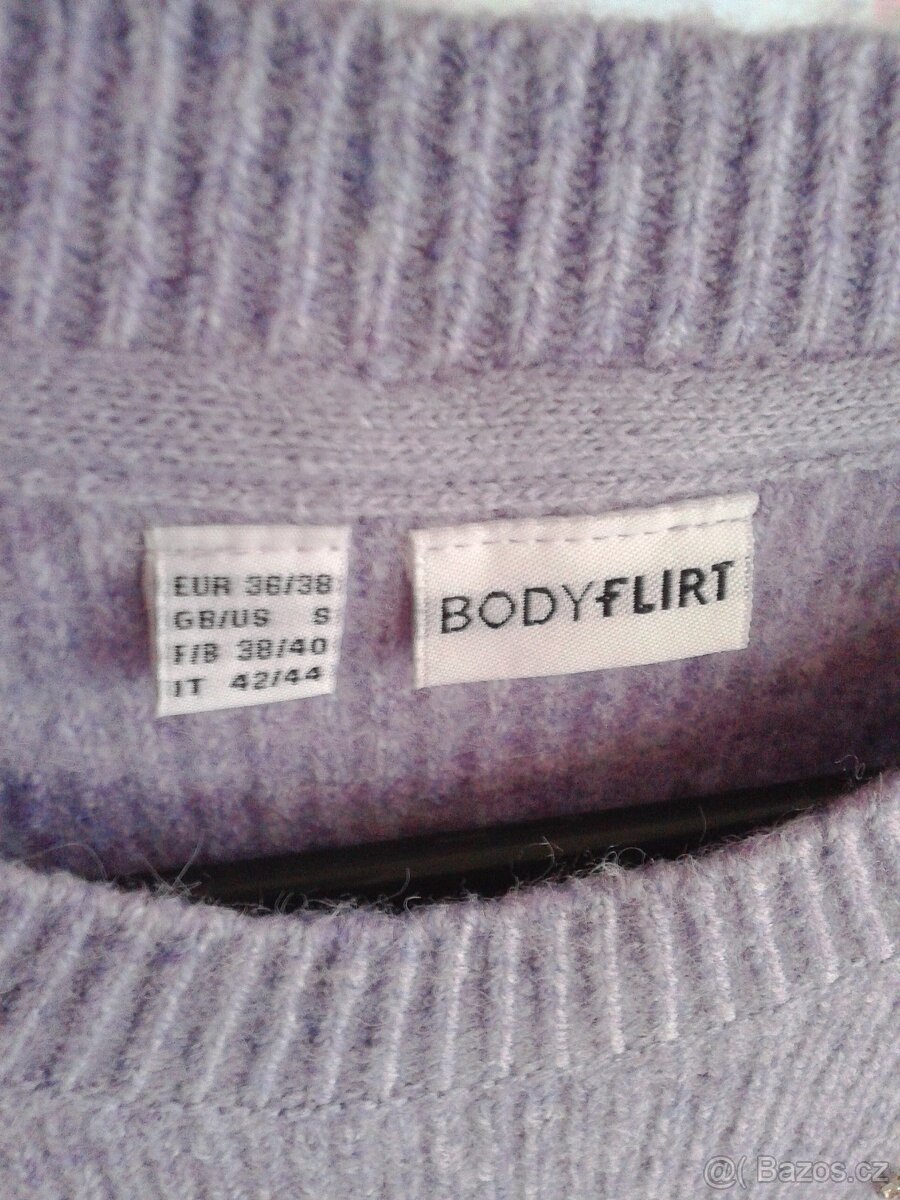 EUR 36/38
GB/US S
F/B 38/40
IT 42/44
BODYfLIRT
@( Bazos.cz